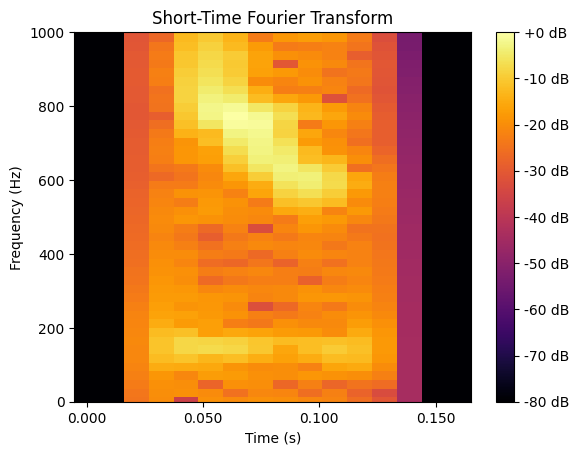 Short-Time Fourier Transform
1000
800
600
400
200
0
Frequency (Hz)
0.000
0.050
0.100
0.150
Time (s)
+0 dB
-10 dB
-20 dB
-30 dB
-40 dB
-50 dB
-60 dB
-70 dB
-80 dB